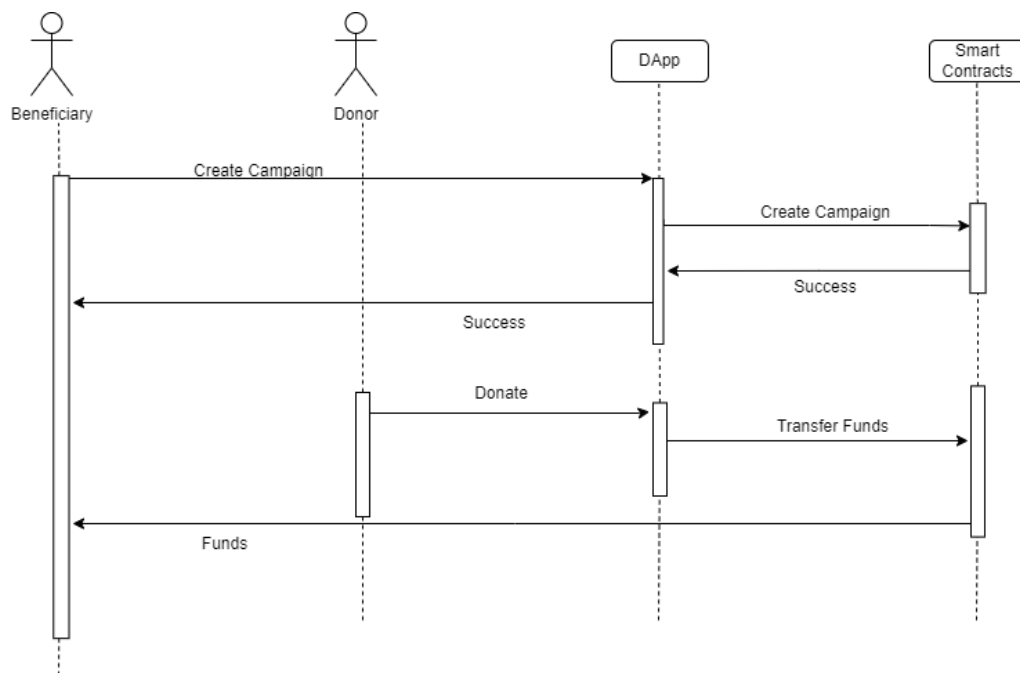 DApp
Smart
Contracts
Beneficiary
Donor
Create Campaign
Create Campaign
Success
Success
Donate
Transfer Funds
Funds